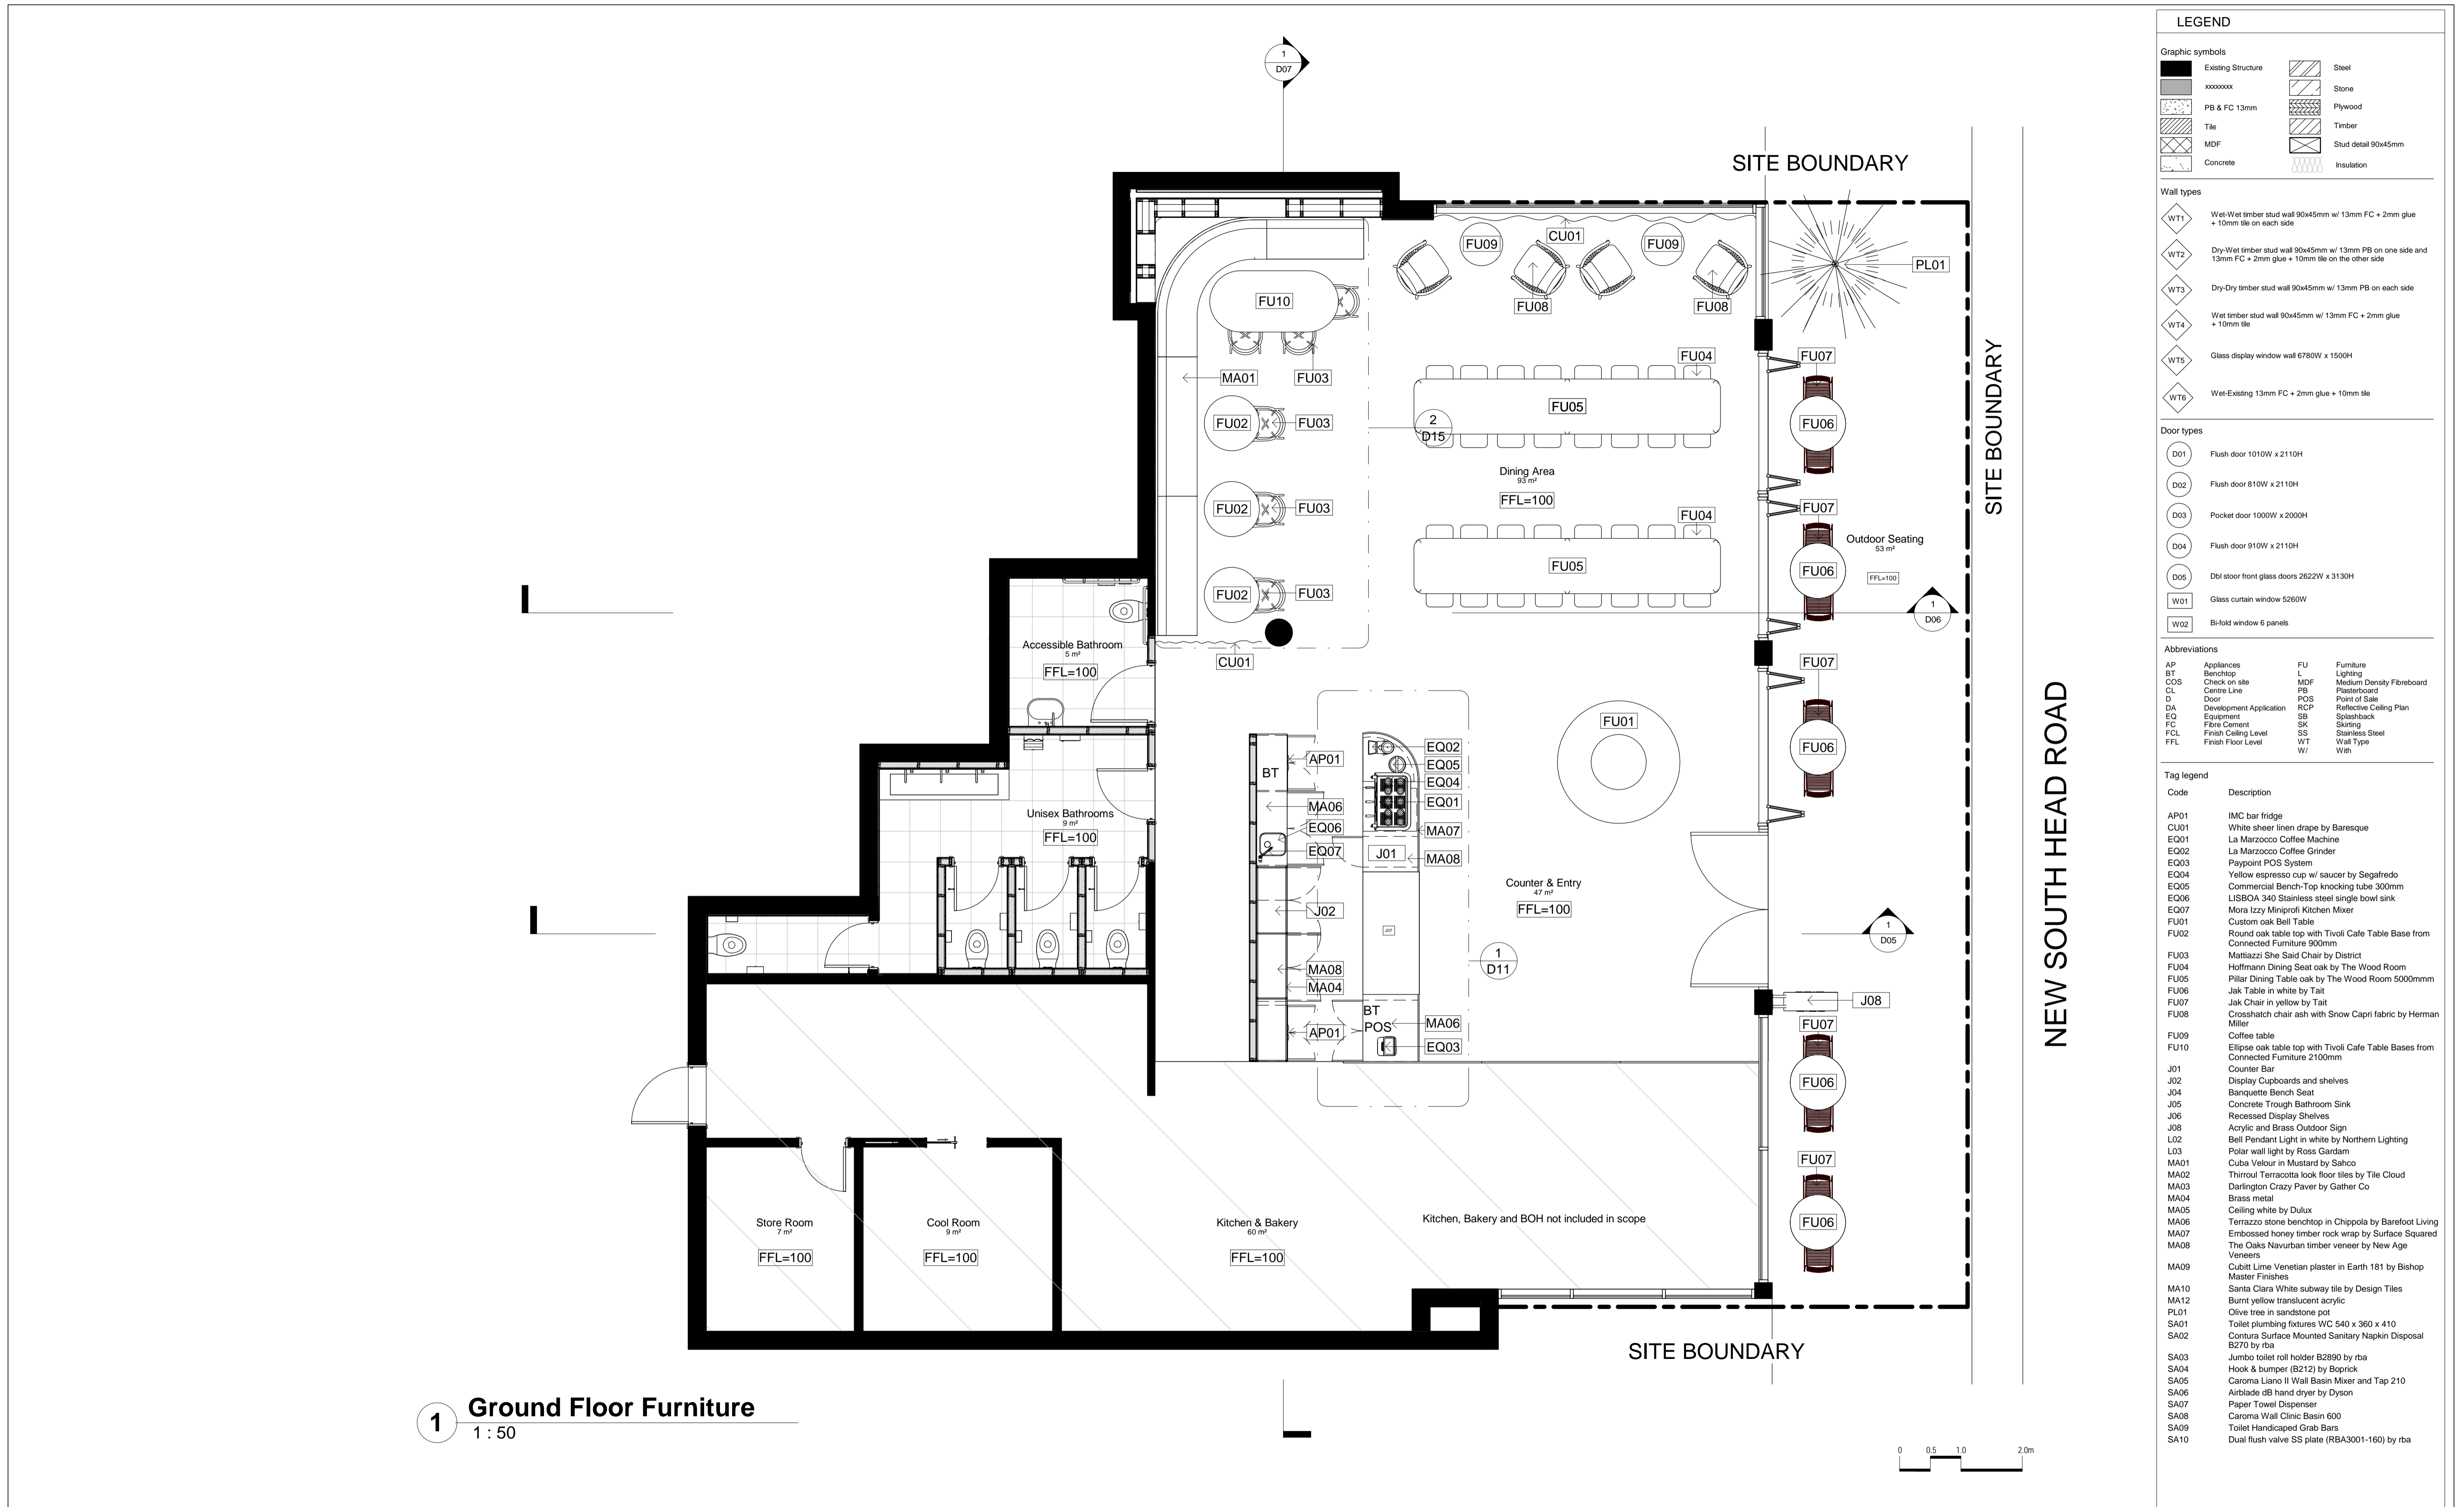 1
D07
SITE BOUNDARY
FU09
CU01
FU09
PL01
FU10
FU08
FU08
MA01
FU03
FU04
FU07
FU05
FU02
FU03
2
D15
FU06
SITE BOUNDARY
Dining Area
93 m²
FFL=100
FU02
FU03
FU04
FU07
Outdoor Seating
53 m²
FFL=100
FU05
FU06
FU02
FU03
1
D06
Accessible Bathroom
5 m²
FFL=100
CU01
FU07
FU01
FU06
NEW SOUTH HEAD ROAD
BT
AP01
EQ02
EQ05
EQ04
EQ01
MA06
EQ06
EQ07
MA07
J01
MA08
Unisex Bathrooms
9 m²
FFL=100
Counter & Entry
47 m²
FFL=100
J02
J07
1
D05
1
D11
MA08
MA04
J08
BT
POS
MA06
AP01
EQ03
FU07
FU06
FU07
FU06
Store Room
7 m²
FFL=100
Cool Room
9 m²
FFL=100
Kitchen & Bakery
60 m²
FFL=100
Kitchen, Bakery and BOH not included in scope
SITE BOUNDARY
1
Ground Floor Furniture
1 : 50
0 0.5 1.0 2.0m
LEGEND
Graphic symbols
Existing Structure
Steel
xxxxxxxx
Stone
PB & FC 13mm
Plywood
Tile
Timber
MDF
Stud detail 90x45mm
Concrete
Insulation
Wall types
WT1 Wet-Wet timber stud wall 90x45mm w/ 13mm FC + 2mm glue
+ 10mm tile on each side
WT2 Dry-Wet timber stud wall 90x45mm w/ 13mm PB on one side and
13mm FC + 2mm glue + 10mm tile on the other side
WT3 Dry-Dry timber stud wall 90x45mm w/ 13mm PB on each side
WT4 Wet timber stud wall 90x45mm w/ 13mm FC + 2mm glue
+ 10mm tile
WT5 Glass display window wall 6780W x 1500H
WT6 Wet-Existing 13mm FC + 2mm glue + 10mm tile
Door types
D01 Flush door 1010W x 2110H
D02 Flush door 810W x 2110H
D03 Pocket door 1000W x 2000H
D04 Flush door 910W x 2110H
D05 Dbl stoor front glass doors 2622W x 3130H
W01 Glass curtain window 5260W
W02 Bi-fold window 6 panels
Abbreviations
AP Appliances FU Furniture
BT Benchtop L Lighting
COS Check on site MDF Medium Density Fibreboard
CL Centre Line PB Plasterboard
D Door POS Point of Sale
DA Development Application RCP Reflective Ceiling Plan
EQ Equipment SB Splashback
FC Fibre Cement SK Skirting
FCL Finish Ceiling Level SS Stainless Steel
FFL Finish Floor Level WT Wall Type
W/ With
Tag legend
Code Description
AP01 IMC bar fridge
CU01 White sheer linen drape by Baresque
EQ01 La Marzocco Coffee Machine
EQ02 La Marzocco Coffee Grinder
EQ03 Paypoint POS System
EQ04 Yellow espresso cup w/ saucer by Segafredo
EQ05 Commercial Bench-Top knocking tube 300mm
EQ06 LISBOA 340 Stainless steel single bowl sink
EQ07 Mora Izzy Miniprofi Kitchen Mixer
FU01 Custom oak Bell Table
FU02 Round oak table top with Tivoli Cafe Table Base from
Connected Furniture 900mm
FU03 Mattiazzi She Said Chair by District
FU04 Hoffmann Dining Seat oak by The Wood Room
FU05 Pillar Dining Table oak by The Wood Room 5000mmm
FU06 Jak Table in white by Tait
FU07 Jak Chair in yellow by Tait
FU08 Crosshatch chair ash with Snow Capri fabric by Herman
Miller
FU09 Coffee table
FU10 Ellipse oak table top with Tivoli Cafe Table Bases from
Connected Furniture 2100mm
J01 Counter Bar
J02 Display Cupboards and shelves
J04 Banquette Bench Seat
J05 Concrete Trough Bathroom Sink
J06 Recessed Display Shelves
J08 Acrylic and Brass Outdoor Sign
L02 Bell Pendant Light in white by Northern Lighting
L03 Polar wall light by Ross Gardam
MA01 Cuba Velour in Mustard by Sahco
MA02 Thirroul Terracotta look floor tiles by Tile Cloud
MA03 Darlington Crazy Paver by Gather Co
MA04 Brass metal
MA05 Ceiling white by Dulux
MA06 Terrazzo stone benchtop in Chippola by Barefoot Living
MA07 Embossed honey timber rock wrap by Surface Squared
MA08 The Oaks Navurban timber veneer by New Age
Veneers
MA09 Cubitt Lime Venetian plaster in Earth 181 by Bishop
Master Finishes
MA10 Santa Clara White subway tile by Design Tiles
MA12 Burnt yellow translucent acrylic
PL01 Olive tree in sandstone pot
SA01 Toilet plumbing fixtures WC 540 x 360 x 410
SA02 Contura Surface Mounted Sanitary Napkin Disposal
B270 by rba
SA03 Jumbo toilet roll holder B2890 by rba
SA04 Hook & bumper (B212) by Boprick
SA05 Caroma Liano II Wall Basin Mixer and Tap 210
SA06 Airblade dB hand dryer by Dyson
SA07 Paper Towel Dispenser
SA08 Caroma Wall Clinic Basin 600
SA09 Toilet Handicaped Grab Bars
SA10 Dual flush valve SS plate (RBA3001-160) by rba